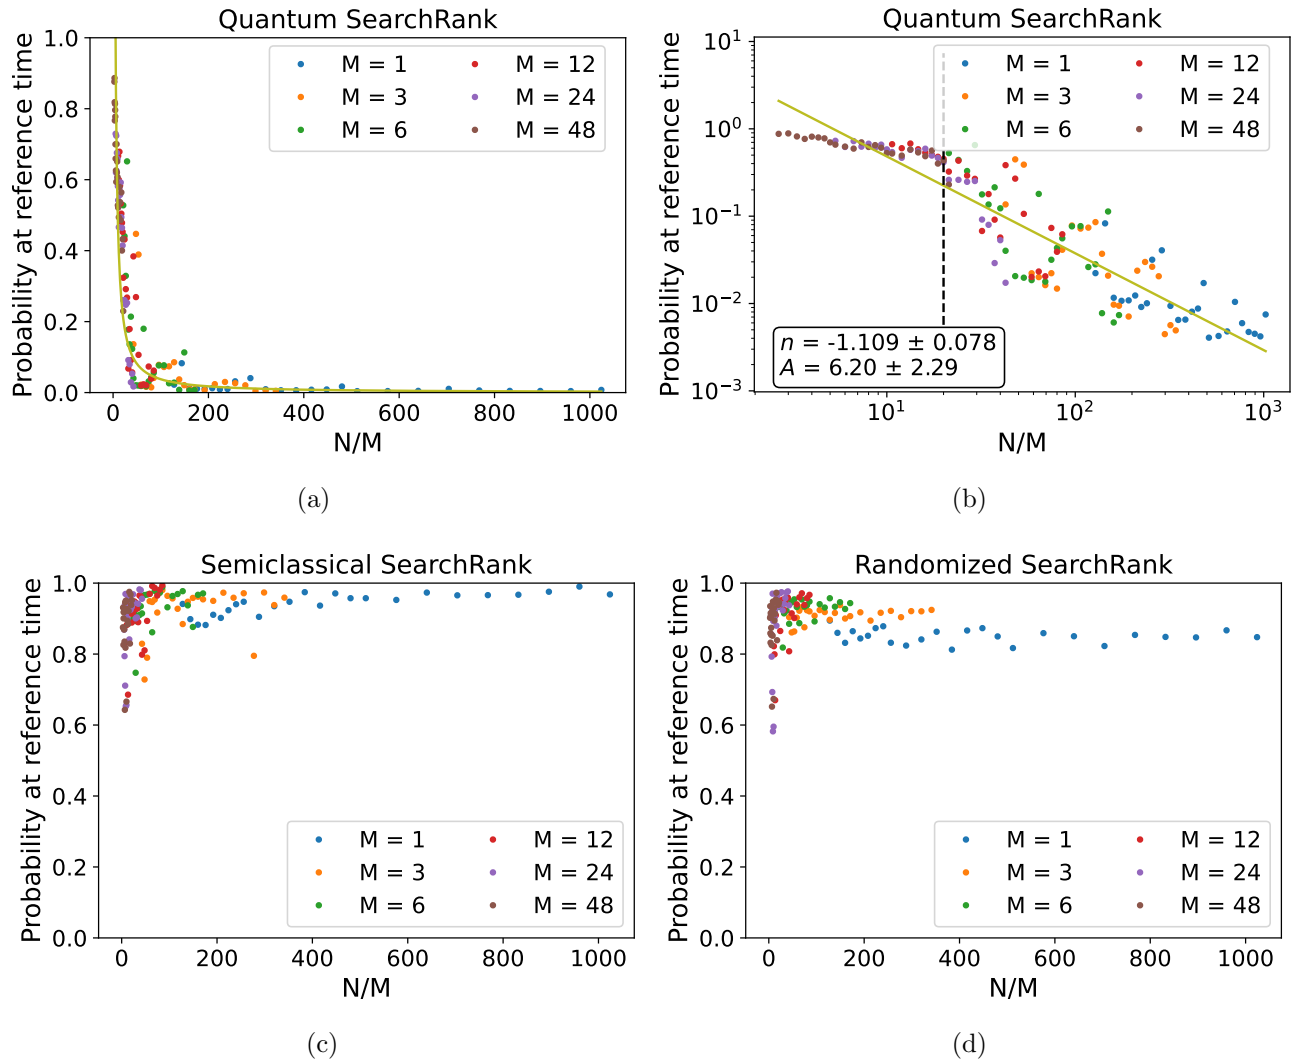 Quantum SearchRank
Probability at reference time
1.0
0.8
0.6
0.4
0.2
0.0
M = 1
M = 3
M = 6
M = 12
M = 24
M = 48
0 200 400 600 800 1000
N/M
(a)
Quantum SearchRank
Probability at reference time
10^1
10^0
10^−1
10^−2
10^−3
M = 1
M = 3
M = 6
M = 12
M = 24
M = 48
n = -1.109 ± 0.078
A = 6.20 ± 2.29
10^1 10^2 10^3
N/M
(b)
Semiclassical SearchRank
Probability at reference time
1.0
0.8
0.6
0.4
0.2
0.0
M = 1
M = 3
M = 6
M = 12
M = 24
M = 48
0 200 400 600 800 1000
N/M
(c)
Randomized SearchRank
Probability at reference time
1.0
0.8
0.6
0.4
0.2
0.0
M = 1
M = 3
M = 6
M = 12
M = 24
M = 48
0 200 400 600 800 1000
N/M
(d)